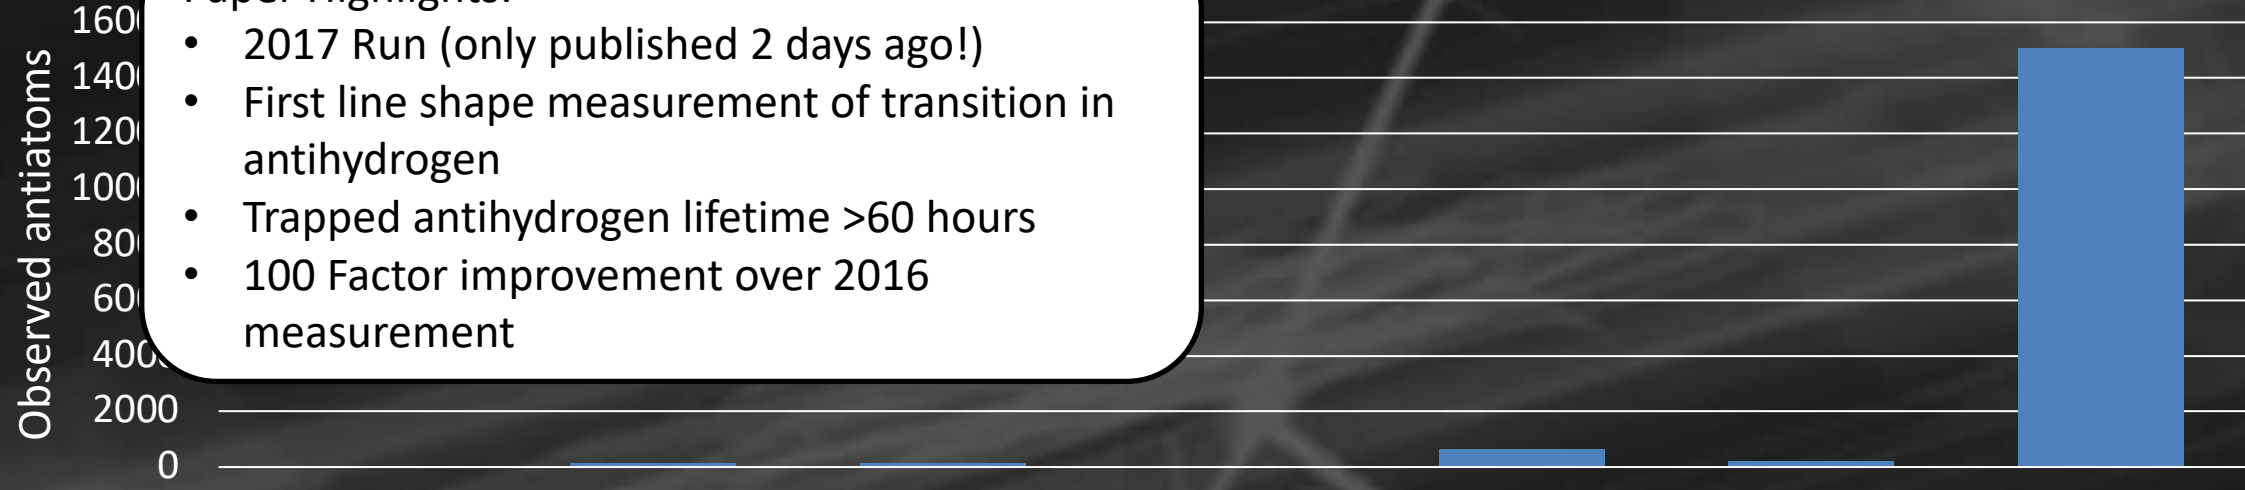 Paper Highlights:
• 2017 Run (only published 2 days ago!)
• First line shape measurement of transition in
antihydrogen
• Trapped antihydrogen lifetime >60 hours
• 100 Factor improvement over 2016
measurement
Observed antiatoms
2000
0